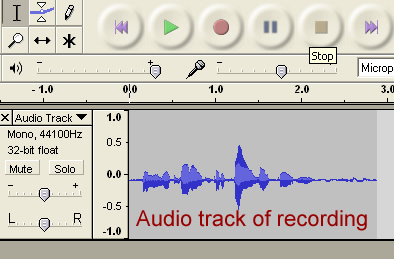 Stop
Microp
- 1.0 0.0 1.0 2.0 3.0
X Audio Track
Mono, 44100Hz
32-bit float
Mute Solo
- +
L R
1.0
0.5
0.0
-0.5
-1.0
Audio track of recording